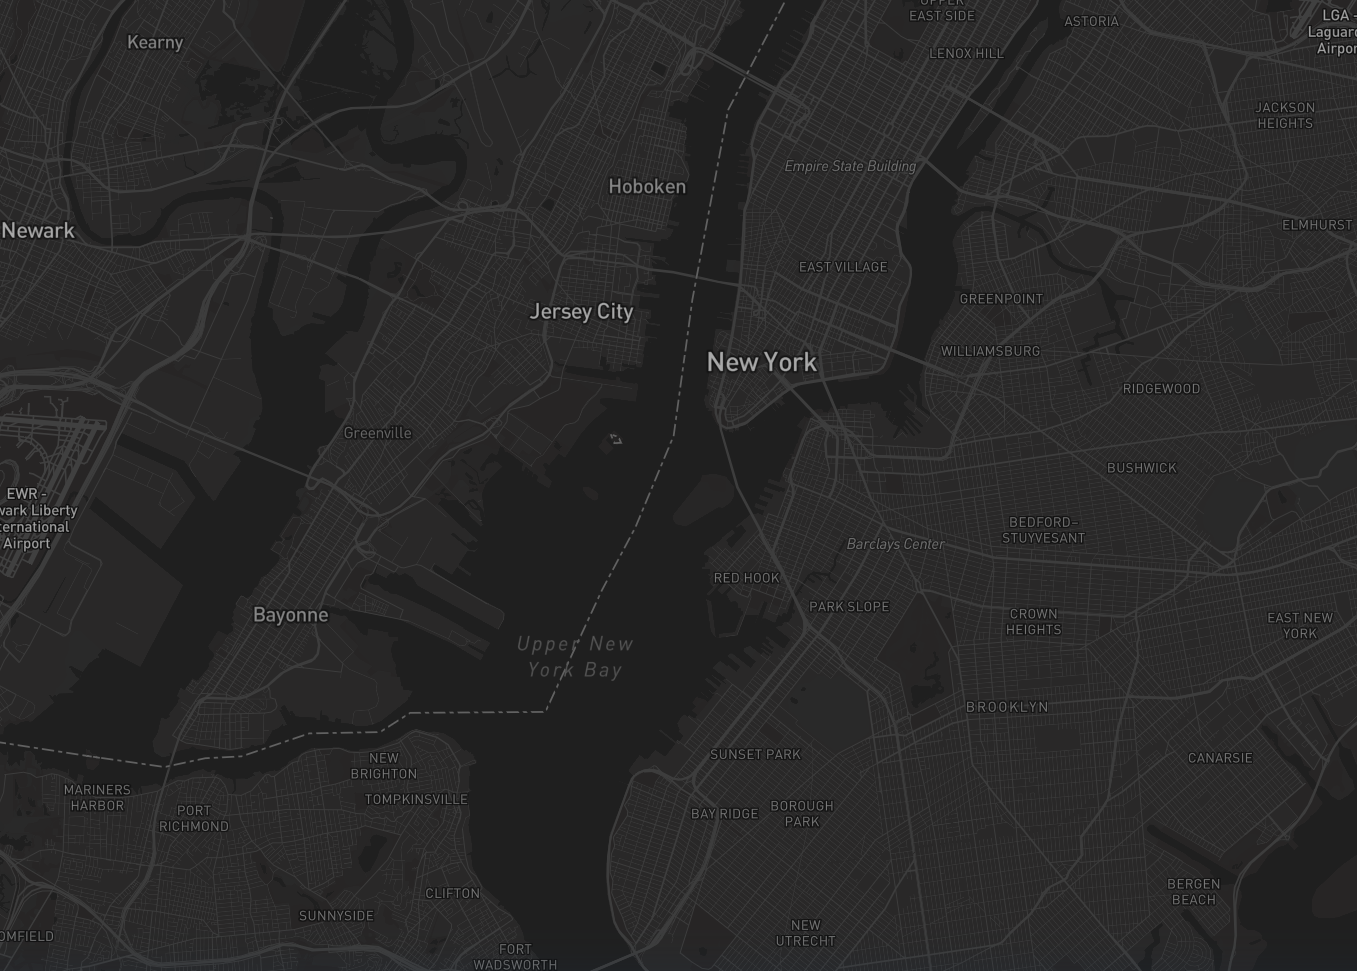 UPPER
EAST SIDE
ASTORIA
LGA -
Laguar
Airpor
Kearny
LENOX HILL
JACKSON
HEIGHTS
Empire State Building
Hoboken
Newark
ELMHURST
EAST VILLAGE
GREENPOINT
Jersey City
WILLIAMSBURG
New York
RIDGEWOOD
Greenville
BUSHWICK
EWR -
wark Liberty
ternational
Airport
BEDFORD–
STUYVESANT
Barclays Center
RED HOOK
PARK SLOPE
Bayonne
CROWN
HEIGHTS
EAST NEW
YORK
Upper New
York Bay
BROOKLYN
SUNSET PARK
CANARSIE
NEW
BRIGHTON
MARINERS
HARBOR
TOMPKINSVILLE
PORT
RICHMOND
BAY RIDGE
BOROUGH
PARK
CLIFTON
BERGEN
BEACH
SUNNYSIDE
OMFIELD
NEW
UTRECHT
FORT
WADSWORTH